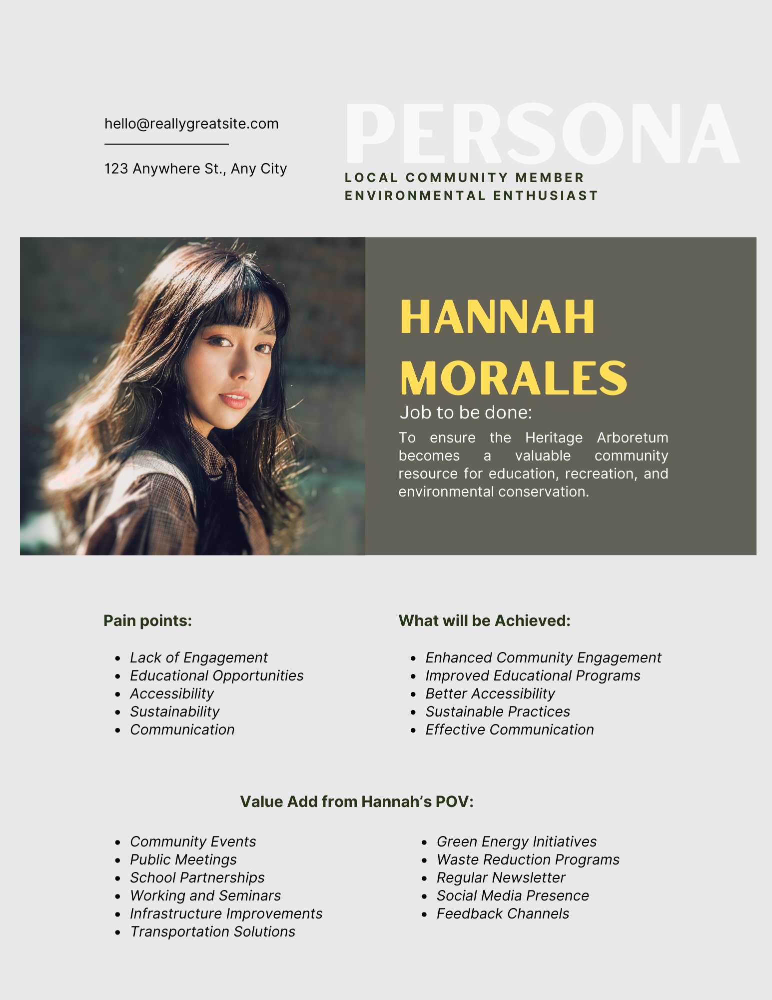 hello@reallygreatsite.com
123 Anywhere St., Any City
PERSONA
LOCAL COMMUNITY MEMBER
ENVIRONMENTAL ENTHUSIAST
HANNAH
MORALES
Job to be done:
To ensure the Heritage Arboretum
becomes a valuable community
resource for education, recreation, and
environmental conservation.
Pain points:
• Lack of Engagement
• Educational Opportunities
• Accessibility
• Sustainability
• Communication
What will be Achieved:
• Enhanced Community Engagement
• Improved Educational Programs
• Better Accessibility
• Sustainable Practices
• Effective Communication
Value Add from Hannah’s POV:
• Community Events
• Public Meetings
• School Partnerships
• Working and Seminars
• Infrastructure Improvements
• Transportation Solutions
• Green Energy Initiatives
• Waste Reduction Programs
• Regular Newsletter
• Social Media Presence
• Feedback Channels